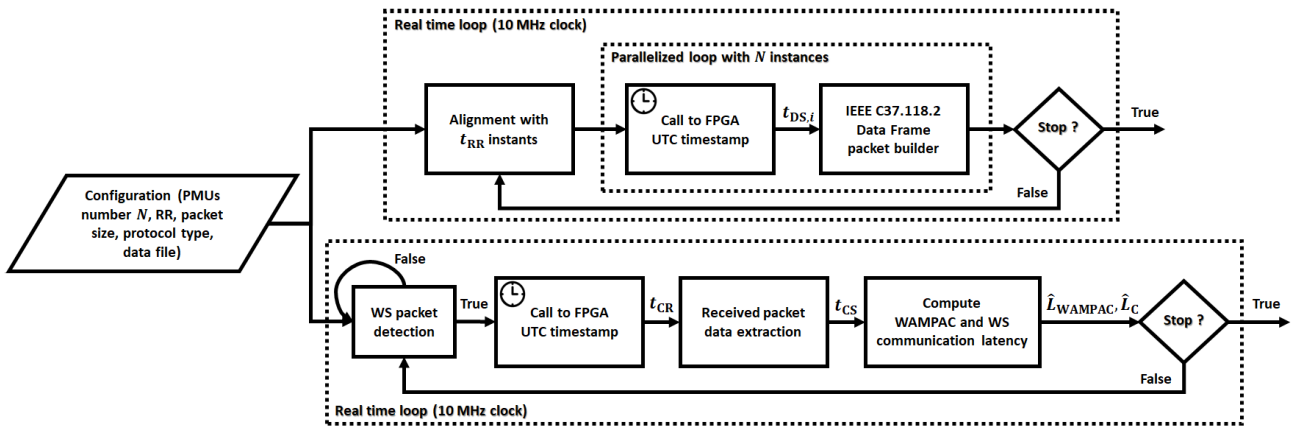 Real time loop (10 MHz clock)
Parallelized loop with N instances
Alignment with
t_RR instants
Call to FPGA
UTC timestamp
t_DS,i
IEEE C37.118.2
Data Frame
packet builder
Stop ?
True
False
Configuration (PMUs
number N, RR, packet
size, protocol type,
data file)
False
WS packet
detection
True
Call to FPGA
UTC timestamp
t_CR
Received packet
data extraction
t_CS
Compute
WAMPAC and WS
communication latency
L̂_WAMPAC, L̂_C
Stop ?
True
False
Real time loop (10 MHz clock)